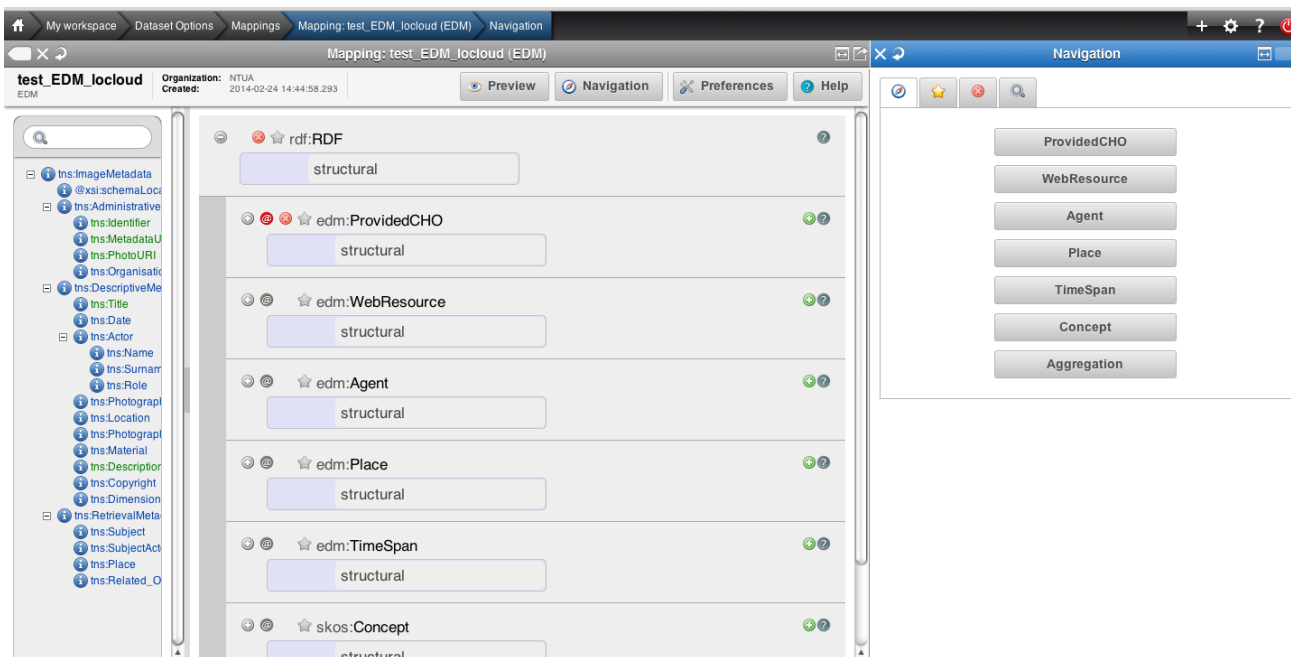 My workspace Dataset Options Mappings Mapping: test_EDM_locloud (EDM) Navigation
Mapping: test_EDM_locloud (EDM)
Navigation
test_EDM_locloud
EDM
Organization: NTUA
Created: 2014-02-24 14:44:58.293
Preview Navigation Preferences Help
tns:ImageMetadata
@xsi:schemaLoca
tns:Administrative
tns:Identifier
tns:MetadataU
tns:PhotoURI
tns:Organisatio
tns:DescriptiveMe
tns:Title
tns:Date
tns:Actor
tns:Name
tns:Surnam
tns:Role
tns:Photograph
tns:Location
tns:Photograph
tns:Material
tns:Description
tns:Copyright
tns:Dimension
tns:RetrievalMeta
tns:Subject
tns:SubjectAct
tns:Place
tns:Related_O
rdf:RDF
structural
edm:ProvidedCHO
structural
edm:WebResource
structural
edm:Agent
structural
edm:Place
structural
edm:TimeSpan
structural
skos:Concept
structural
ProvidedCHO
WebResource
Agent
Place
TimeSpan
Concept
Aggregation